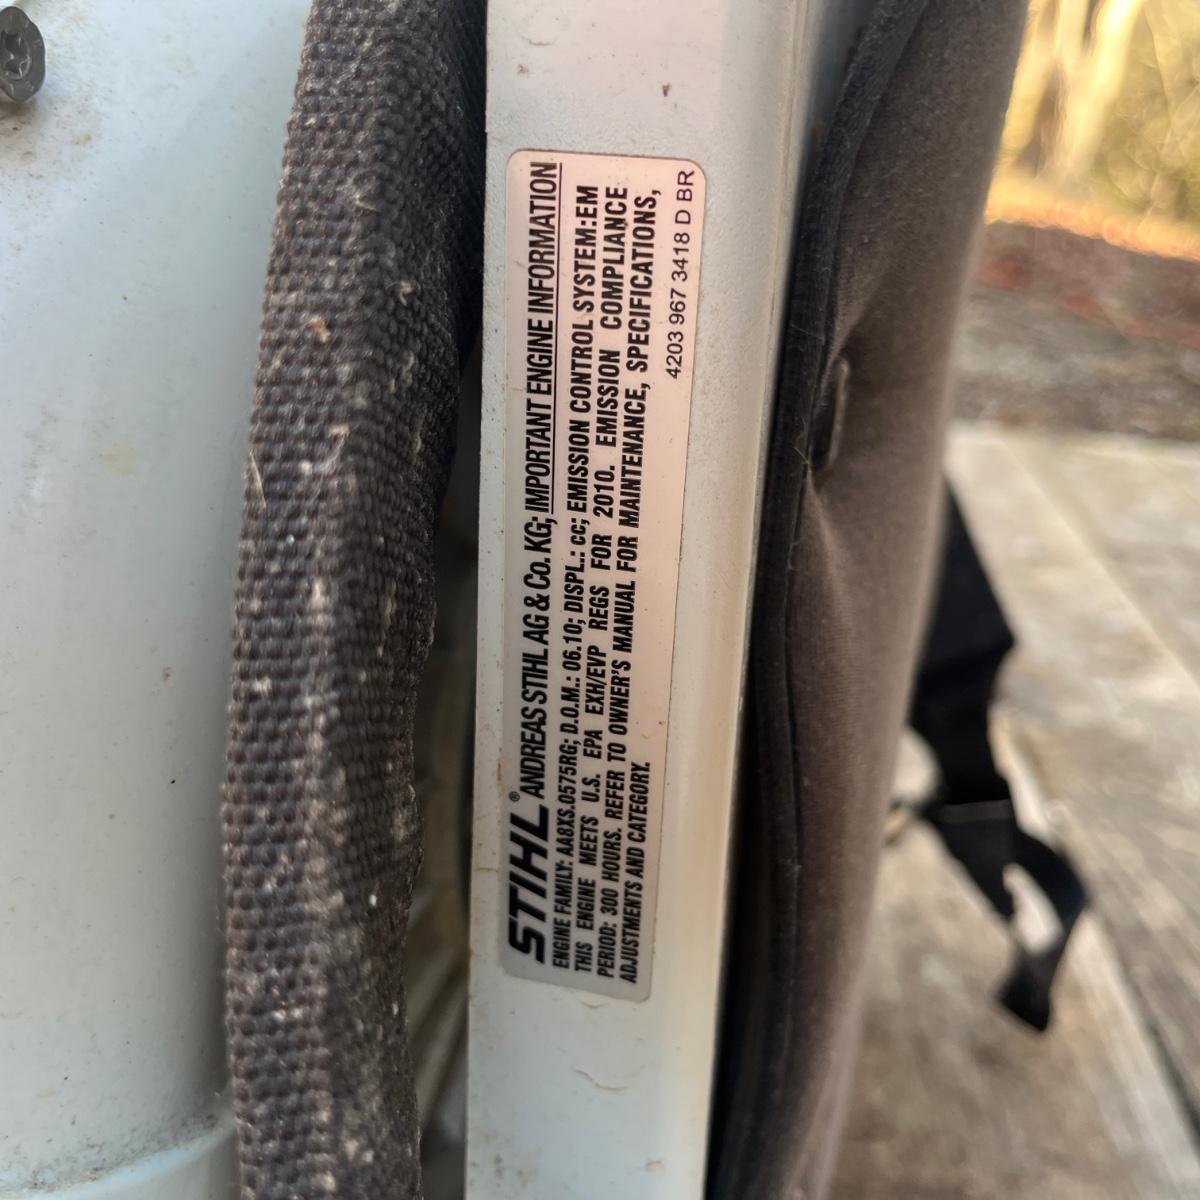 STIHL® ANDREAS STIHL AG & Co. KG; IMPORTANT ENGINE INFORMATION
ENGINE FAMILY: AA8XS.0575RG; D.O.M.: 06.10; DISPL.: cc; EMISSION CONTROL SYSTEM:EM
THIS ENGINE MEETS U.S. EPA EXH/EVP REGS FOR 2010. EMISSION COMPLIANCE
PERIOD: 300 HOURS. REFER TO OWNER'S MANUAL FOR MAINTENANCE, SPECIFICATIONS,
ADJUSTMENTS AND CATEGORY.
4203 967 3418 D BR